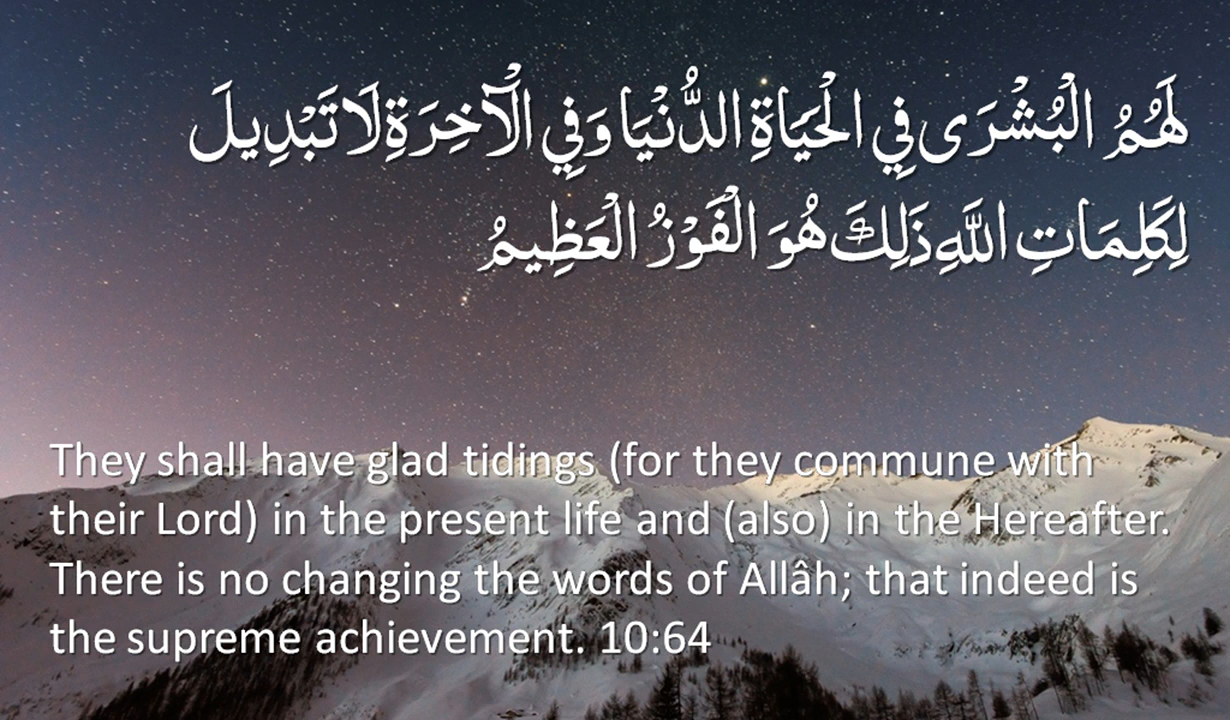 لَهُمُ الْبُشْرَى فِي الْحَيَاةِ الدُّنْيَا وَفِي الْآخِرَةِ لَا تَبْدِيلَ
لِكَلِمَاتِ اللَّهِ ذَلِكَ هُوَ الْفَوْزُ الْعَظِيمُ
They shall have glad tidings (for they commune with
their Lord) in the present life and (also) in the Hereafter.
There is no changing the words of Allâh; that indeed is
the supreme achievement. 10:64